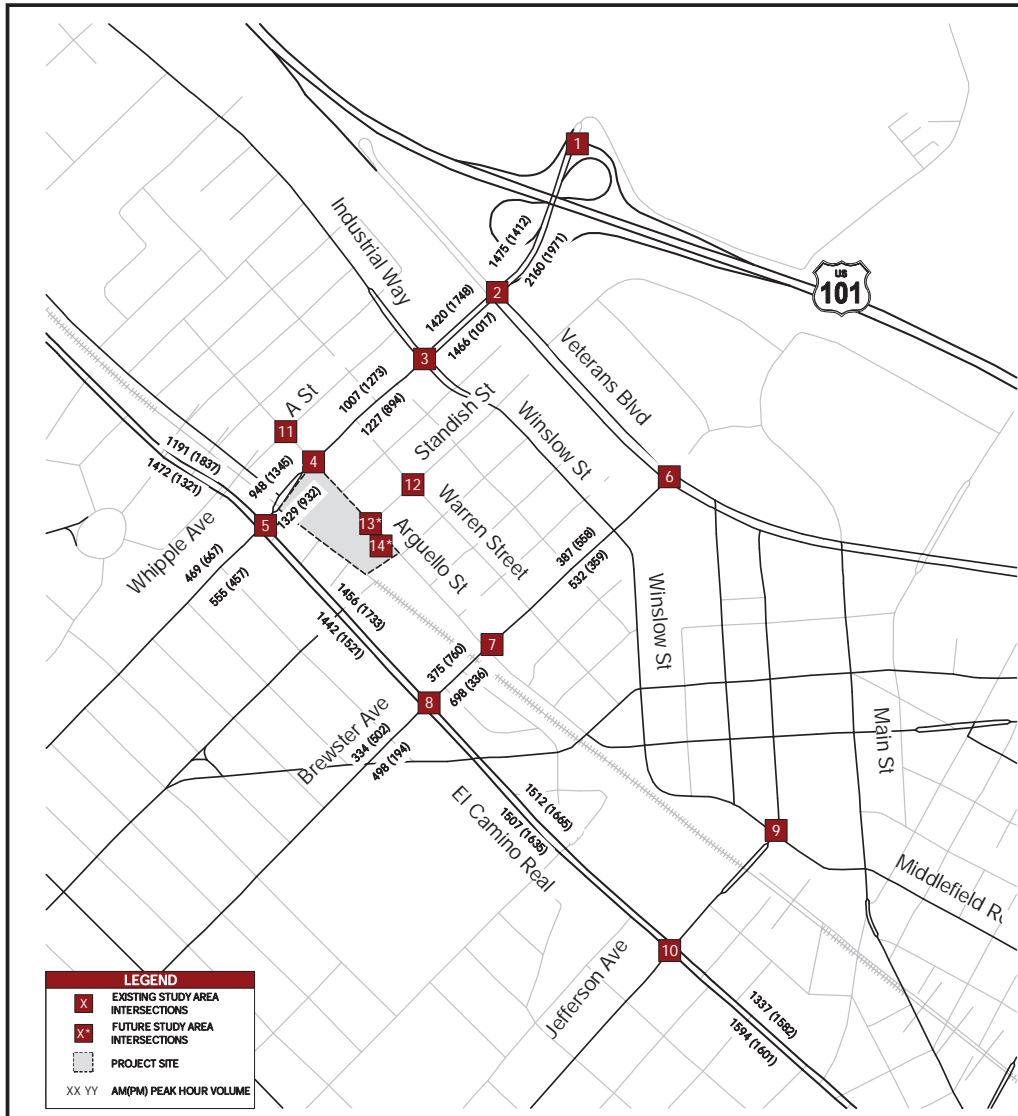 1
1475 (1412)
2160 (1971)
US
101
Industrial Way
2
1420 (1748)
1466 (1017)
3
Veterans Blvd
1007 (1273)
1227 (894)
A St
Standish St
Winslow St
11
4
1191 (1837)
1472 (1321)
948 (1345)
1329 (932)
12
6
13*
14*
Arguello St
Warren Street
5
Whipple Ave
469 (667)
555 (457)
387 (558)
532 (359)
1456 (1733)
1442 (1521)
Winslow St
7
375 (760)
698 (336)
8
Brewster Ave
334 (502)
498 (194)
Main St
El Camino Real
1512 (1665)
1507 (1635)
9
Middlefield R
10
Jefferson Ave
1337 (1582)
1594 (1601)
LEGEND
X EXISTING STUDY AREA
INTERSECTIONS
X* FUTURE STUDY AREA
INTERSECTIONS
PROJECT SITE
XX YY AM(PM) PEAK HOUR VOLUME